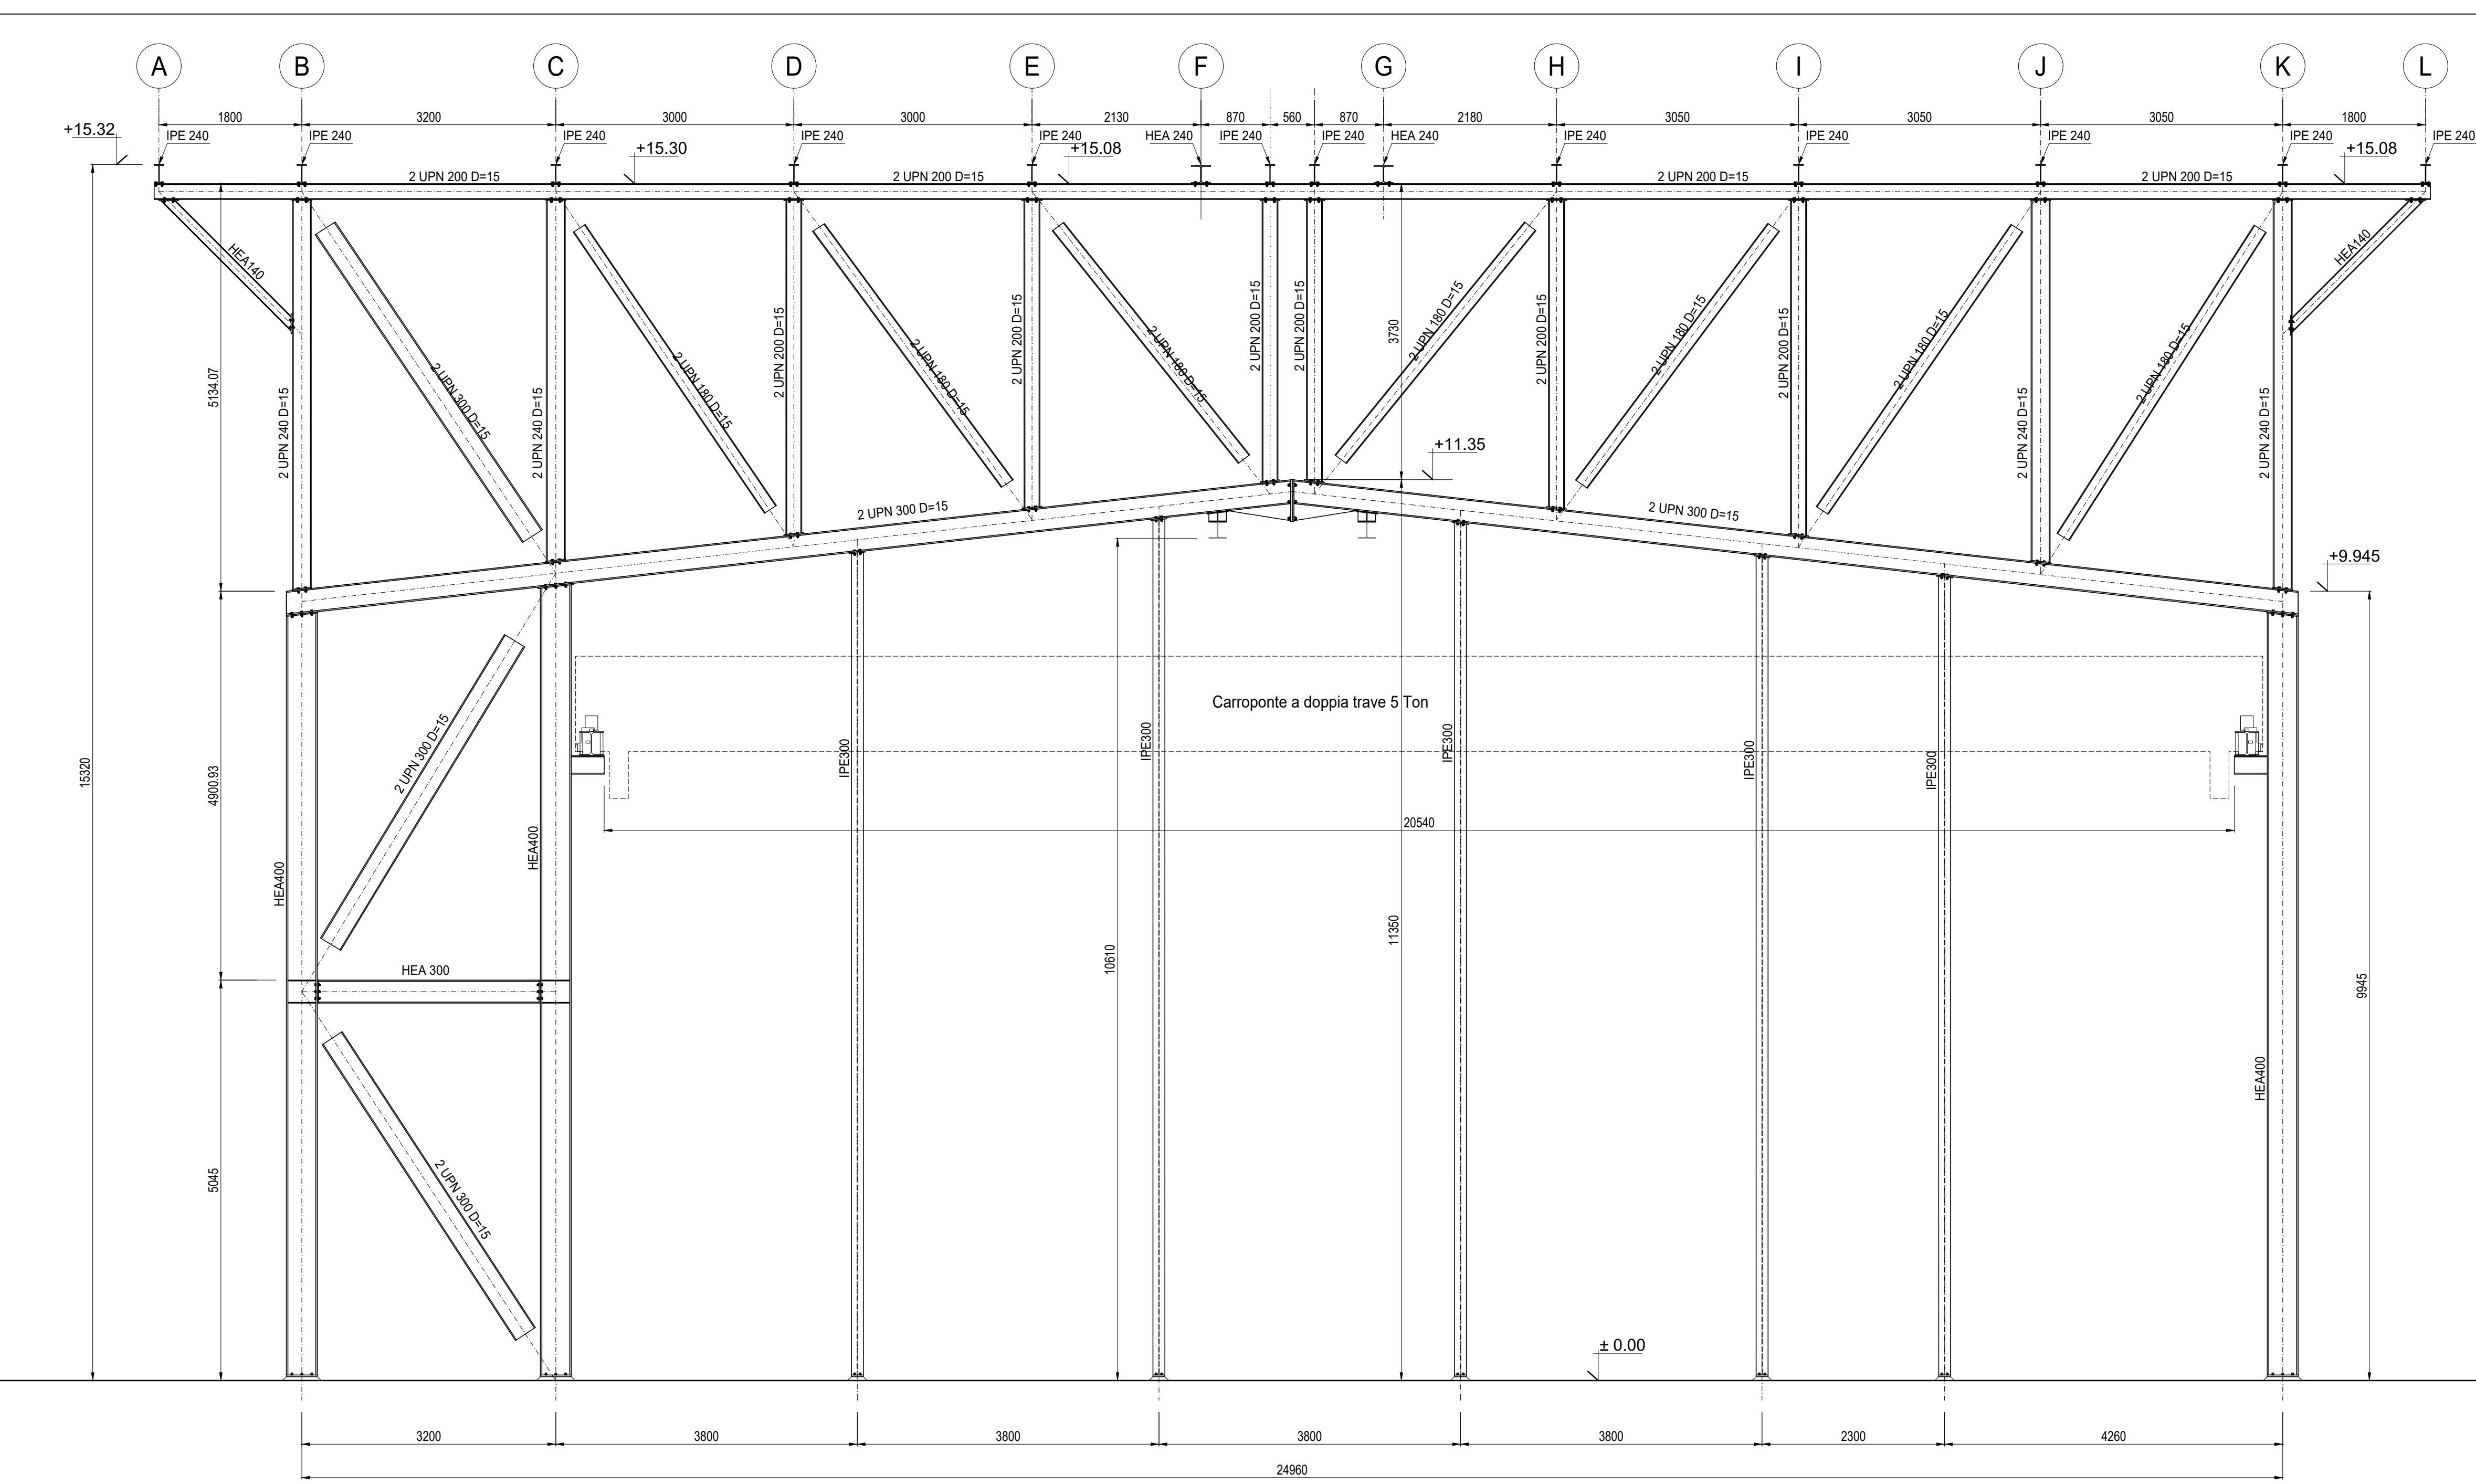 A B C D E F G H I J K L
1800 3200 3000 3000 2130 870 560 870 2180 3050 3050 3050 1800
+15.32 IPE 240 IPE 240 IPE 240 IPE 240 IPE 240 HEA 240 IPE 240 IPE 240 HEA 240 IPE 240 IPE 240 IPE 240 IPE 240 IPE 240
+15.30 +15.08 +15.08
2 UPN 200 D=15 2 UPN 200 D=15 2 UPN 200 D=15 2 UPN 200 D=15
HEA140 HEA140
5134.07
3730
2 UPN 240 D=15
2 UPN 300 D=15
2 UPN 240 D=15
2 UPN 180 D=15
2 UPN 200 D=15
2 UPN 180 D=15
2 UPN 200 D=15
2 UPN 180 D=15
2 UPN 200 D=15
2 UPN 200 D=15
2 UPN 180 D=15
2 UPN 200 D=15
2 UPN 180 D=15
2 UPN 200 D=15
2 UPN 180 D=15
2 UPN 240 D=15
2 UPN 180 D=15
2 UPN 240 D=15
+11.35
2 UPN 300 D=15 2 UPN 300 D=15
+9.945
Carroponte a doppia trave 5 Ton
2 UPN 300 D=15
IPE300
IPE300
IPE300
IPE300
IPE300
15320
4900.93
20540
HEA400
HEA400
10610
11350
HEA 300
9945
HEA400
5045
2 UPN 300 D=15
± 0.00
3200 3800 3800 3800 3800 2300 4260
24960